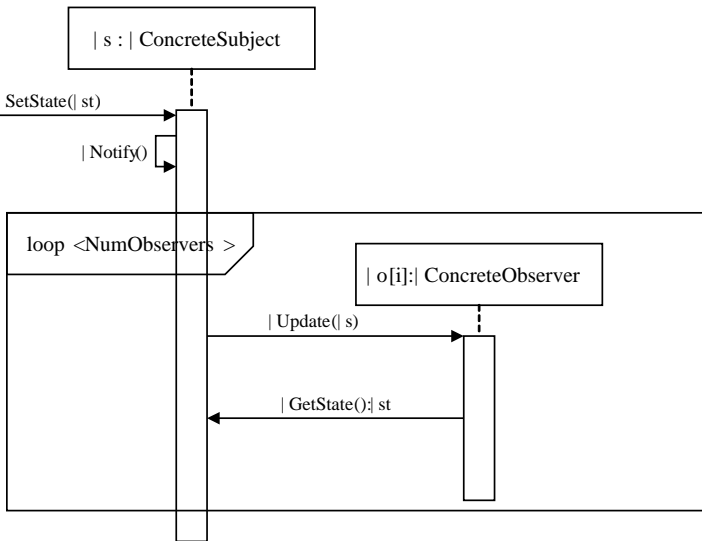 | s : | ConcreteSubject
SetState(| st)
| Notify()
loop <NumObservers >
| o[i]:| ConcreteObserver
| Update(| s)
| GetState():| st